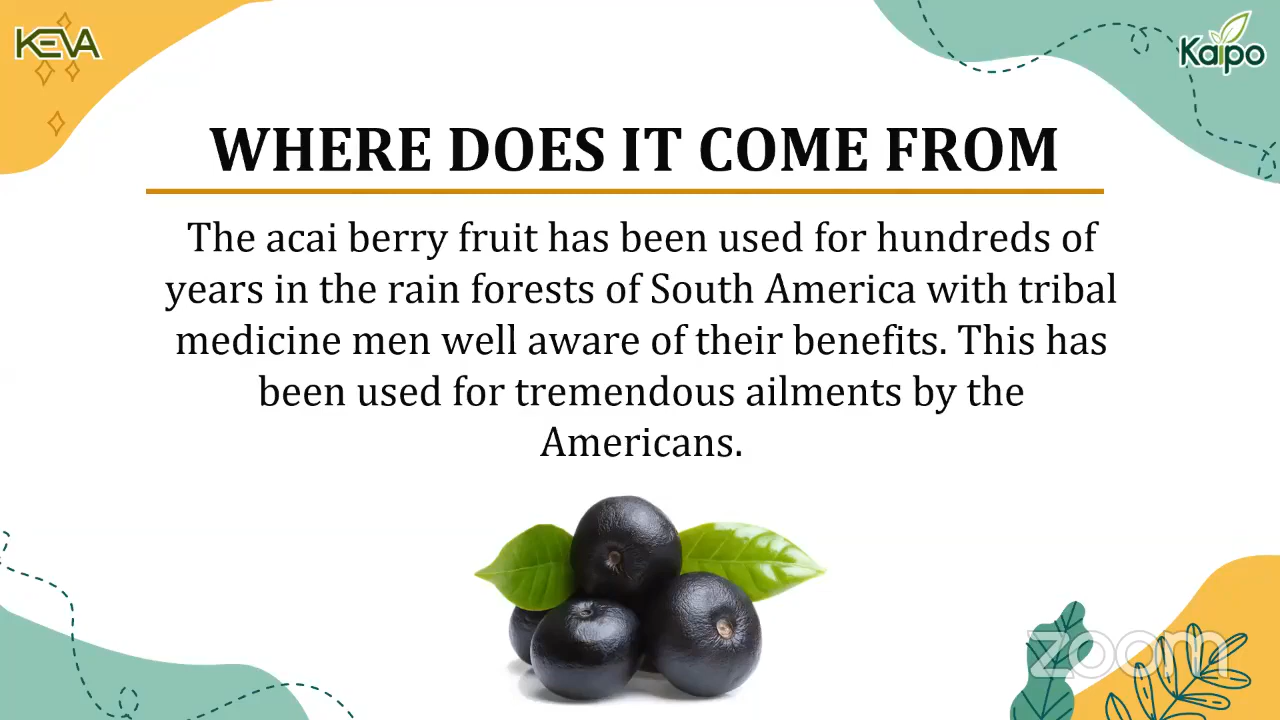 KEVA
Kaipo
WHERE DOES IT COME FROM
The acai berry fruit has been used for hundreds of
years in the rain forests of South America with tribal
medicine men well aware of their benefits. This has
been used for tremendous ailments by the
Americans.
zoom